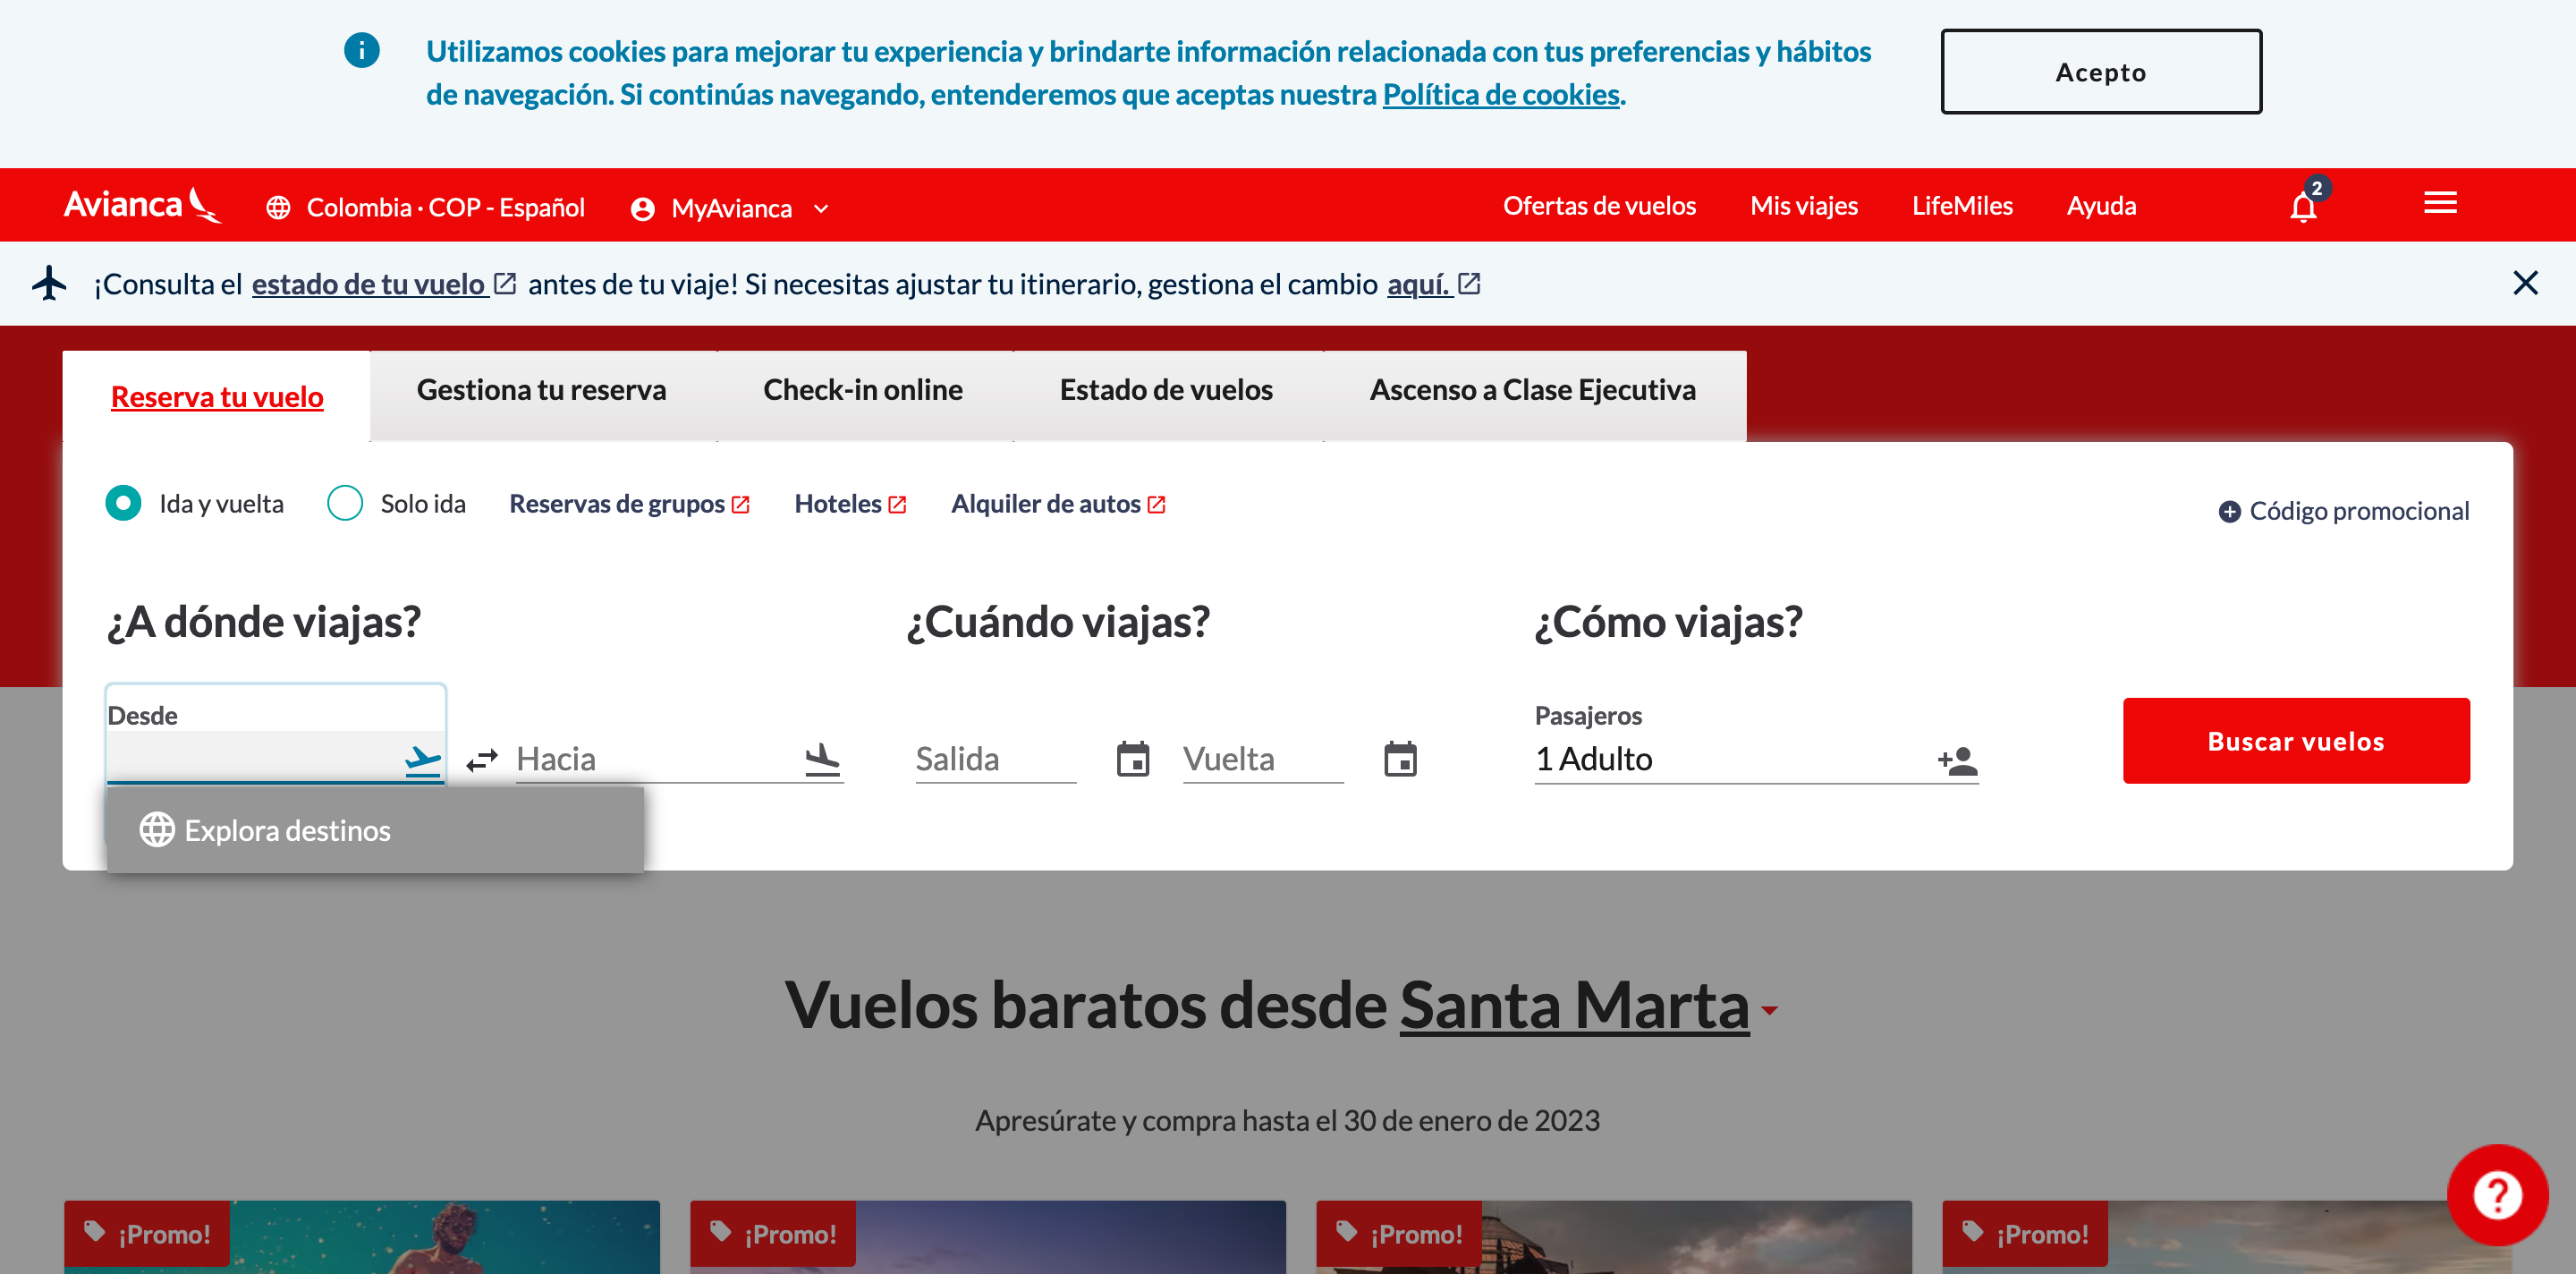 Utilizamos cookies para mejorar tu experiencia y brindarte información relacionada con tus preferencias y hábitos
de navegación. Si continúas navegando, entenderemos que aceptas nuestra Política de cookies.
Acepto
Avianca
Colombia · COP - Español
MyAvianca
Ofertas de vuelos
Mis viajes
LifeMiles
Ayuda
2
¡Consulta el estado de tu vuelo antes de tu viaje! Si necesitas ajustar tu itinerario, gestiona el cambio aquí.
Reserva tu vuelo
Gestiona tu reserva
Check-in online
Estado de vuelos
Ascenso a Clase Ejecutiva
Ida y vuelta
Solo ida
Reservas de grupos
Hoteles
Alquiler de autos
Código promocional
¿A dónde viajas?
¿Cuándo viajas?
¿Cómo viajas?
Desde
Hacia
Salida
Vuelta
Pasajeros
1 Adulto
Buscar vuelos
Explora destinos
Vuelos baratos desde Santa Marta
Apresúrate y compra hasta el 30 de enero de 2023
¡Promo!
¡Promo!
¡Promo!
¡Promo!